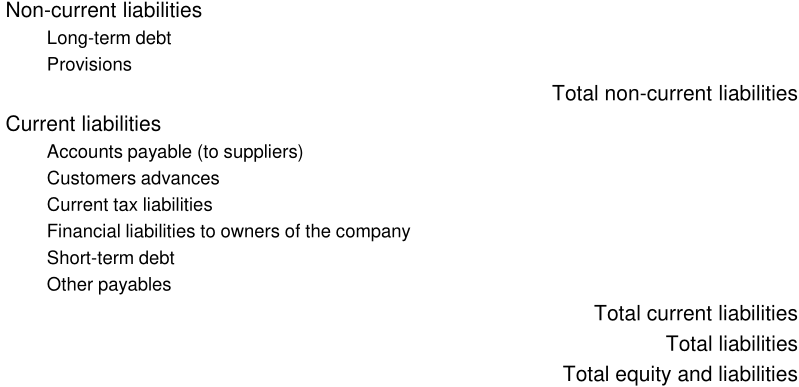 Non-current liabilities
Long-term debt
Provisions
Total non-current liabilities
Current liabilities
Accounts payable (to suppliers)
Customers advances
Current tax liabilities
Financial liabilities to owners of the company
Short-term debt
Other payables
Total current liabilities
Total liabilities
Total equity and liabilities